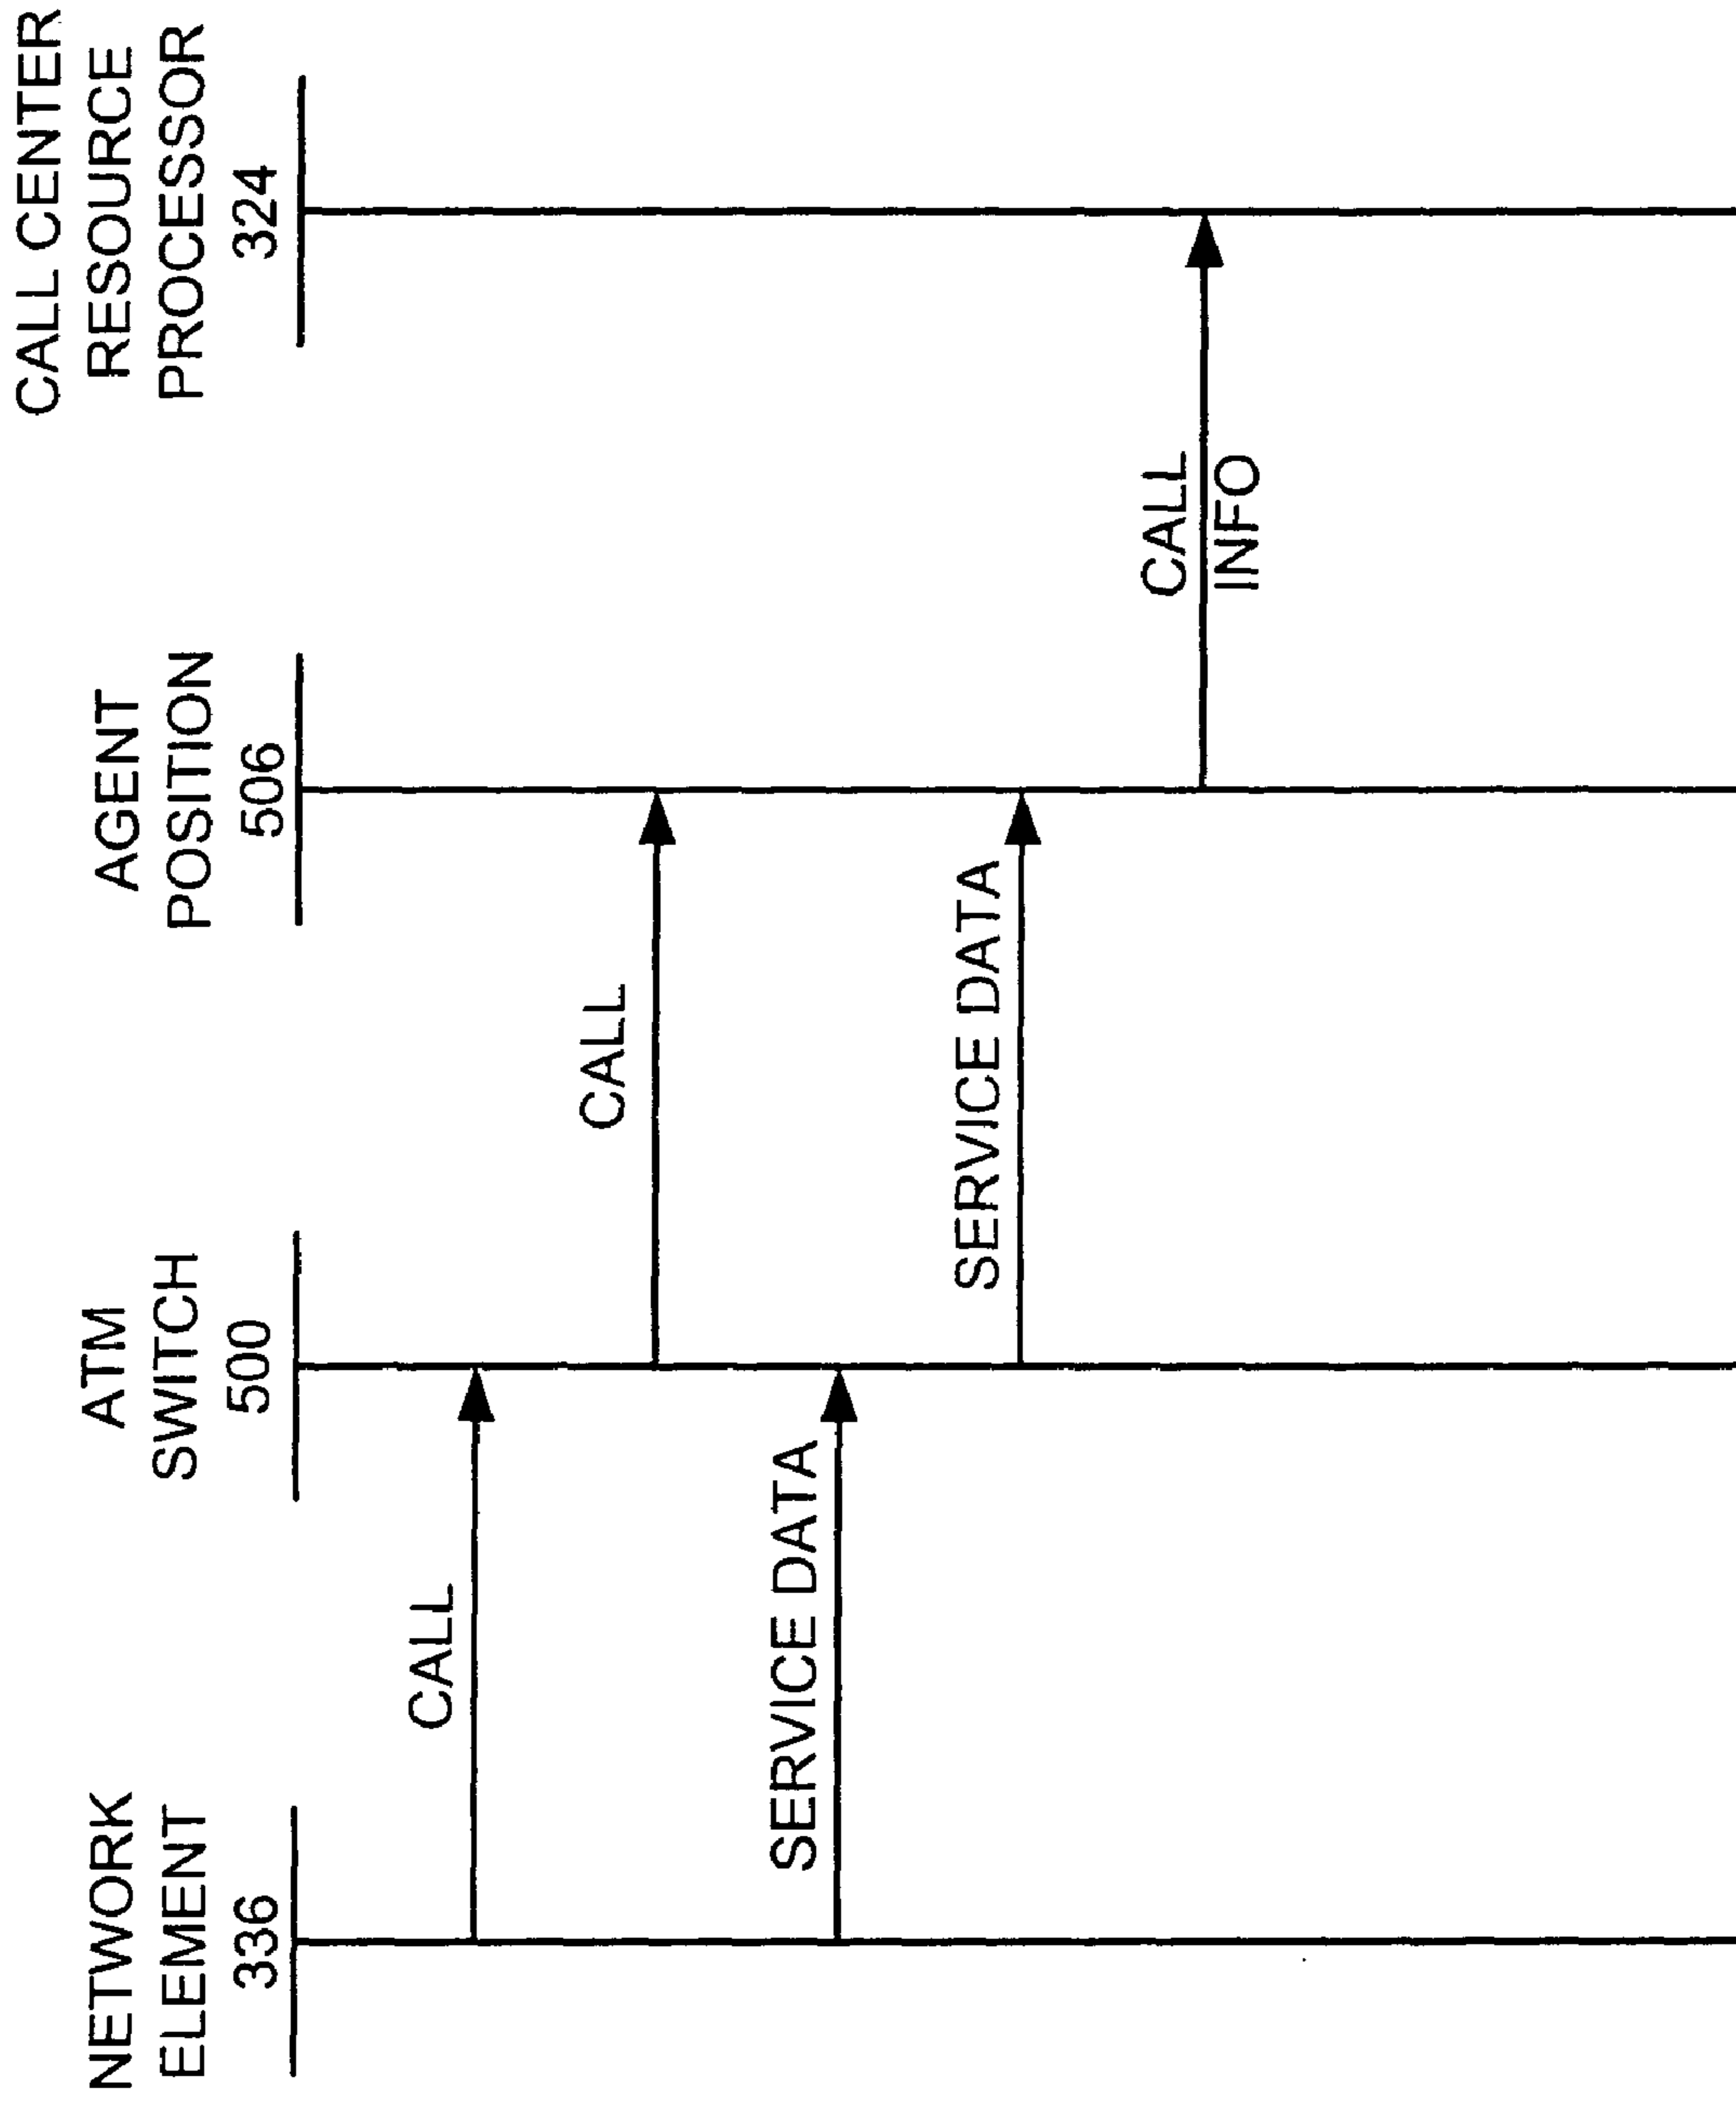 NETWORK
ELEMENT
336
ATM
SWITCH
500
AGENT
POSITION
506
CALL CENTER
RESOURCE
PROCESSOR
324
CALL
CALL
SERVICE DATA
SERVICE DATA
CALL
INFO